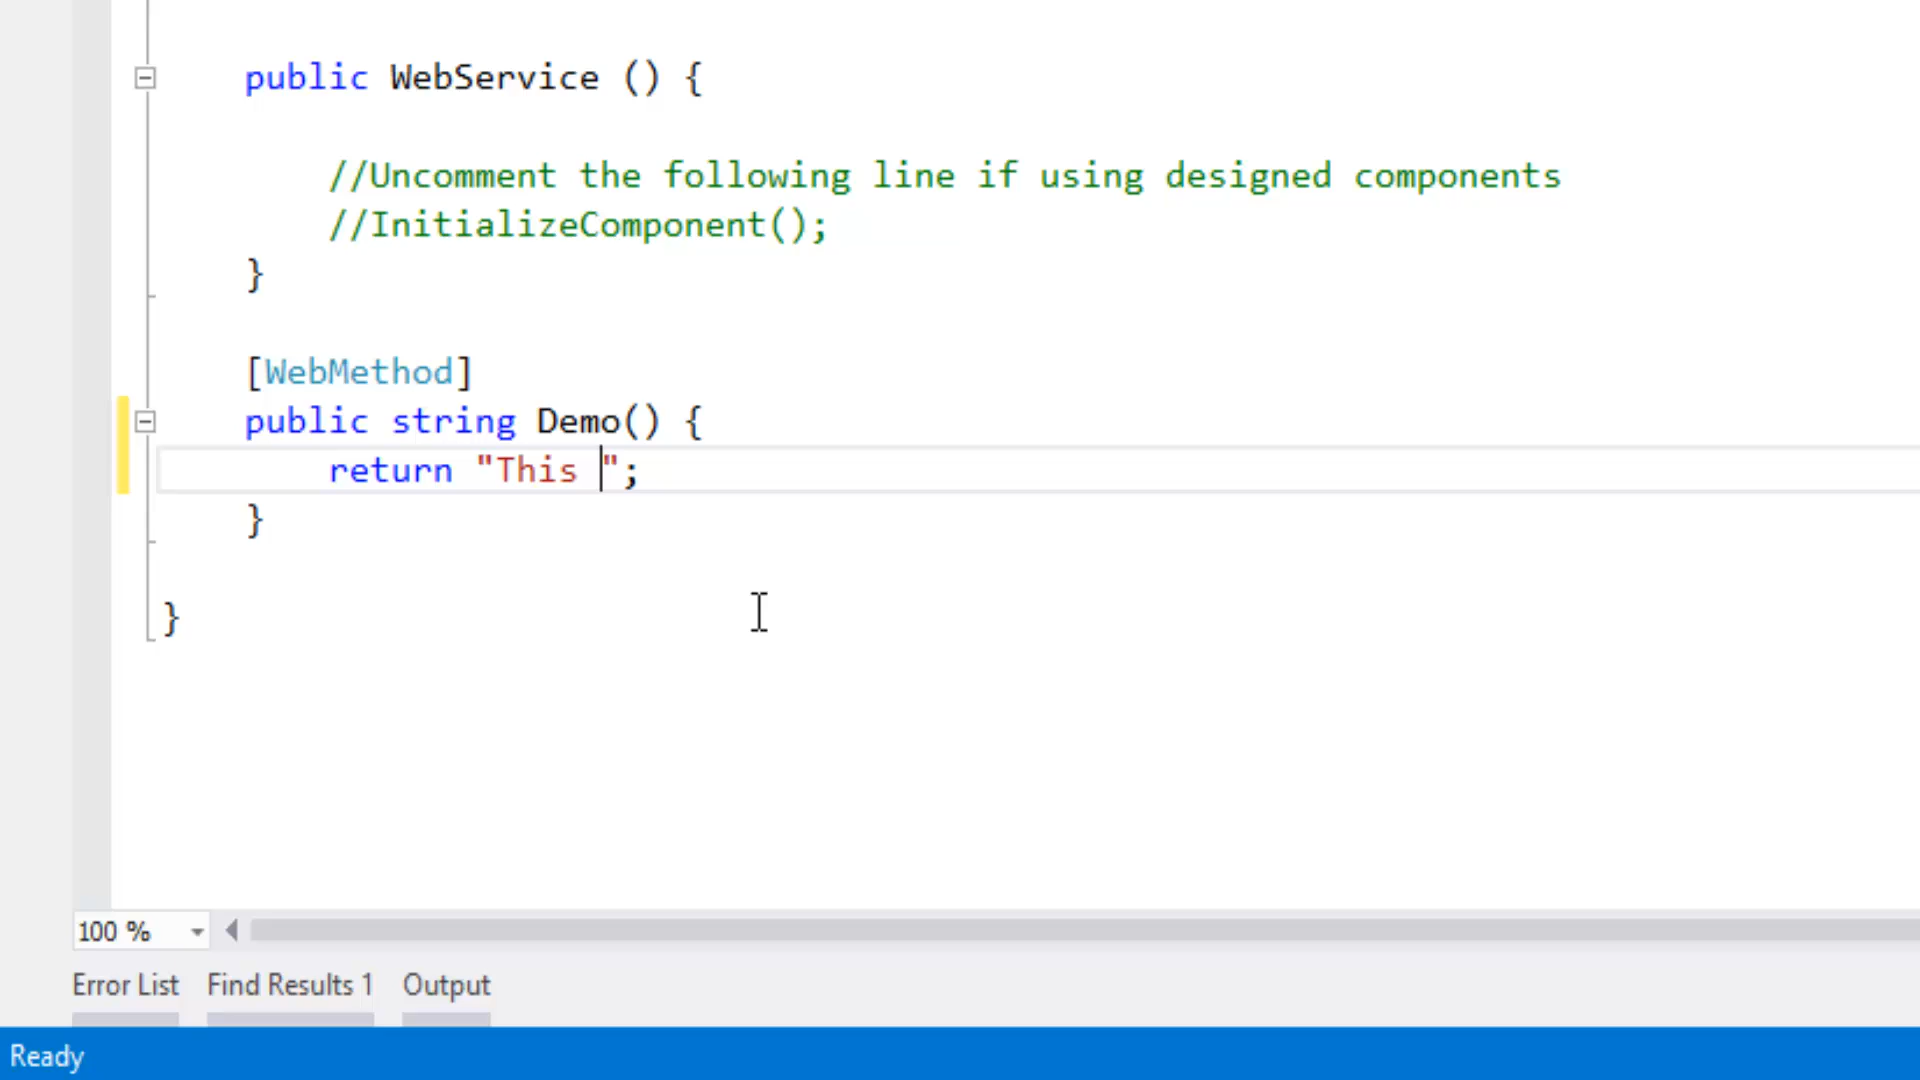 public WebService () {
//Uncomment the following line if using designed components
//InitializeComponent();
}
[WebMethod]
public string Demo() {
return "This ";
}
}
100 %
Error List Find Results 1 Output
Ready